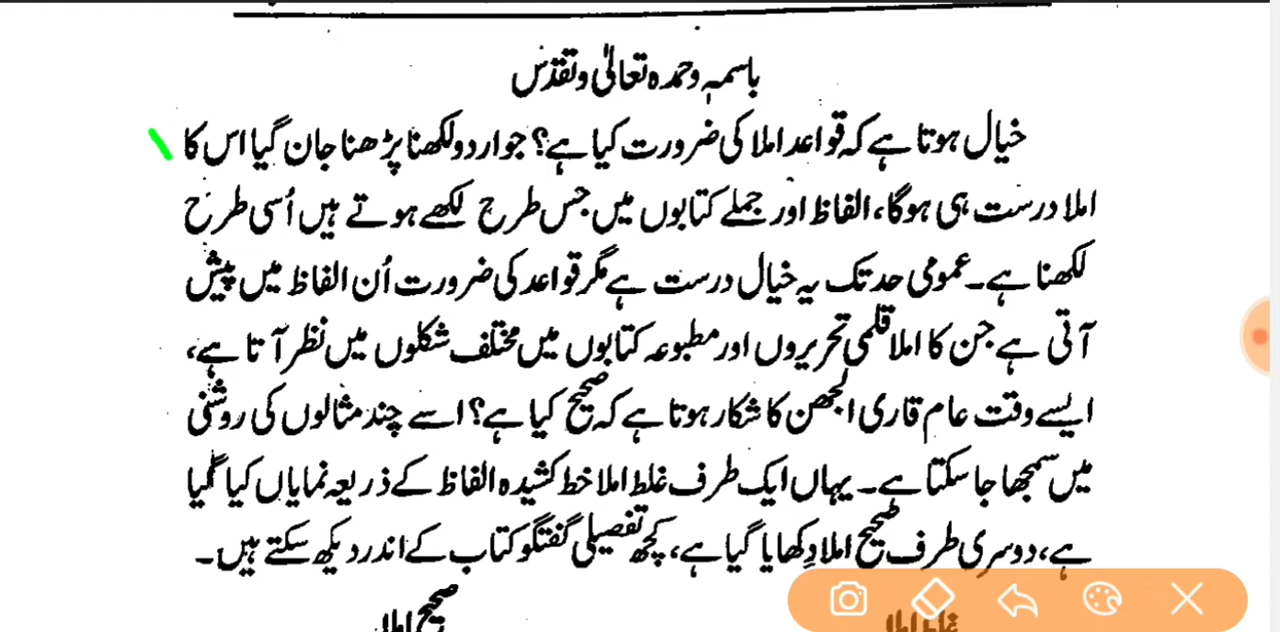 باسمہٖ وحمدہ تعالیٰ وتقدّس
خیال ہوتا ہے کہ قواعد املا کی ضرورت کیا ہے؟ جو اردو لکھنا پڑھنا جان گیا اس کا
املا درست ہی ہوگا، الفاظ اور جملے کتابوں میں جس طرح لکھے ہوتے ہیں اُسی طرح
لکھنا ہے۔ عمومی حد تک یہ خیال درست ہے مگر قواعد کی ضرورت اُن الفاظ میں پیش
آتی ہے جن کا املا قلمی تحریروں اور مطبوعہ کتابوں میں مختلف شکلوں میں نظر آتا ہے،
ایسے وقت عام قاری الجھن کا شکار ہوتا ہے کہ صحیح کیا ہے؟ اسے چند مثالوں کی روشنی
میں سمجھا جا سکتا ہے۔ یہاں ایک طرف غلط املا خط کشیدہ الفاظ کے ذریعہ نمایاں کیا گیا
ہے، دوسری طرف صحیح املا دِکھایا گیا ہے، کچھ تفصیلی گفتگو کتاب کے اندر دیکھ سکتے ہیں۔
صحیح املا